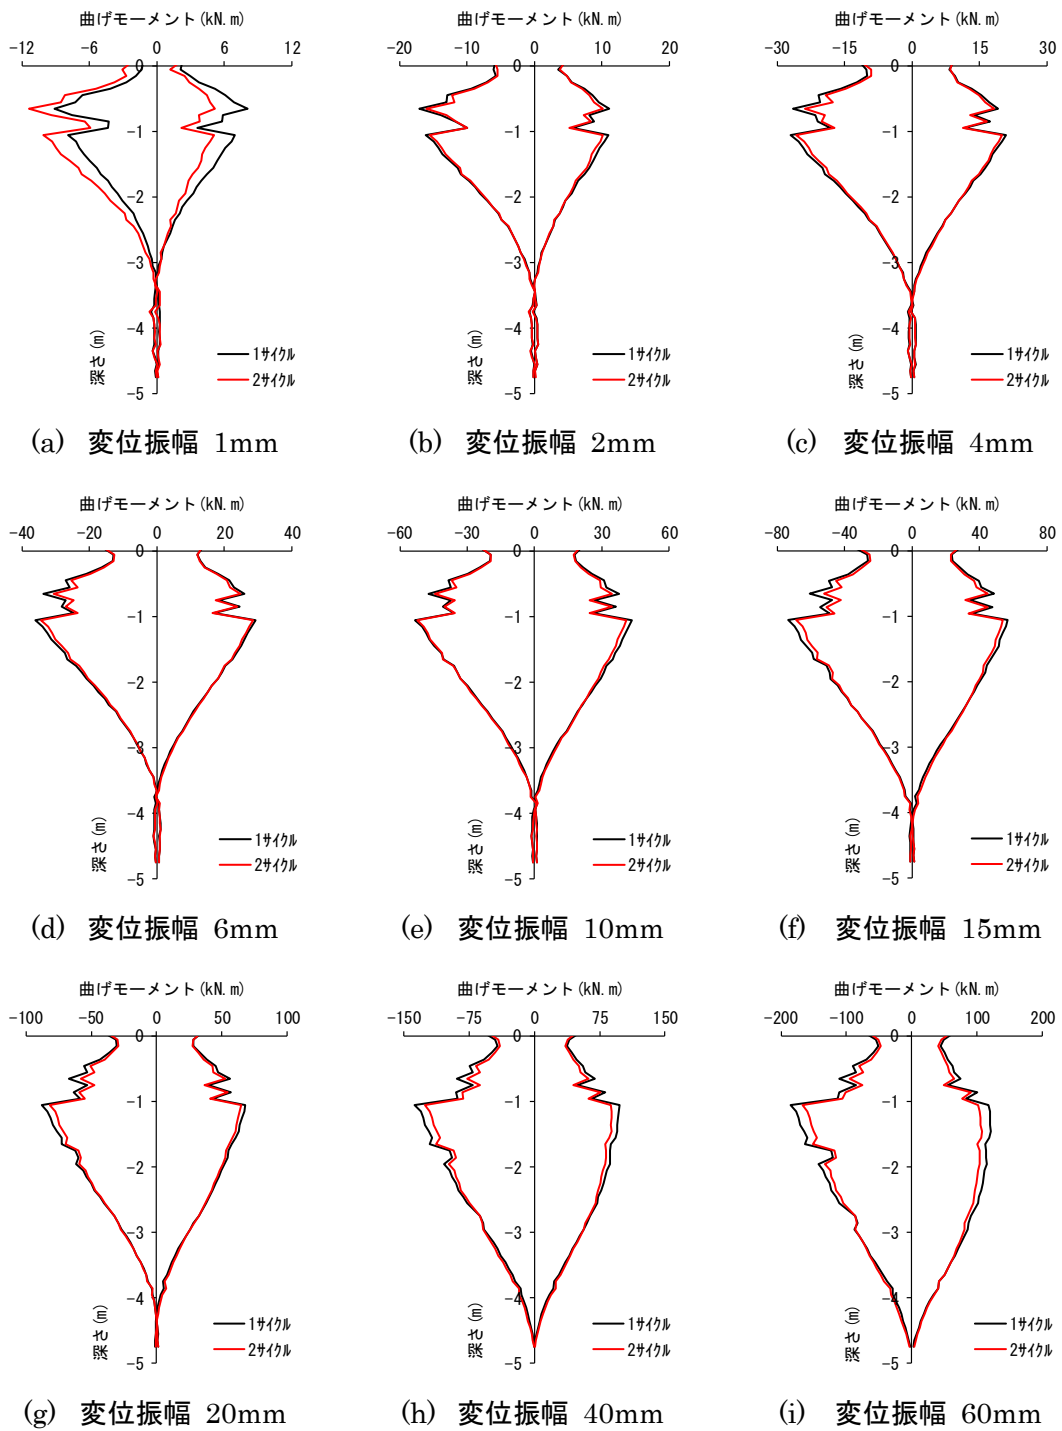 曲げモーメント(kN.m) 曲げモーメント(kN.m) 曲げモーメント(kN.m)
-12 -6 0 6 12 -20 -10 0 10 20 -30 -15 0 15 30
0 0 0
-1 -1 -1
-2 -2 -2
-3 -3 -3
-4 -4 -4
-5 -5 -5
深さ(m) 深さ(m) 深さ(m)
1サイクル 1サイクル 1サイクル
2サイクル 2サイクル 2サイクル
(a) 変位振幅 1mm (b) 変位振幅 2mm (c) 変位振幅 4mm
曲げモーメント(kN.m) 曲げモーメント(kN.m) 曲げモーメント(kN.m)
-40 -20 0 20 40 -60 -30 0 30 60 -80 -40 0 40 80
0 0 0
-1 -1 -1
-2 -2 -2
-3 -3 -3
-4 -4 -4
-5 -5 -5
深さ(m) 深さ(m) 深さ(m)
1サイクル 1サイクル 1サイクル
2サイクル 2サイクル 2サイクル
(d) 変位振幅 6mm (e) 変位振幅 10mm (f) 変位振幅 15mm
曲げモーメント(kN.m) 曲げモーメント(kN.m) 曲げモーメント(kN.m)
-100 -50 0 50 100 -150 -75 0 75 150 -200 -100 0 100 200
0 0 0
-1 -1 -1
-2 -2 -2
-3 -3 -3
-4 -4 -4
-5 -5 -5
深さ(m) 深さ(m) 深さ(m)
1サイクル 1サイクル 1サイクル
2サイクル 2サイクル 2サイクル
(g) 変位振幅 20mm (h) 変位振幅 40mm (i) 変位振幅 60mm